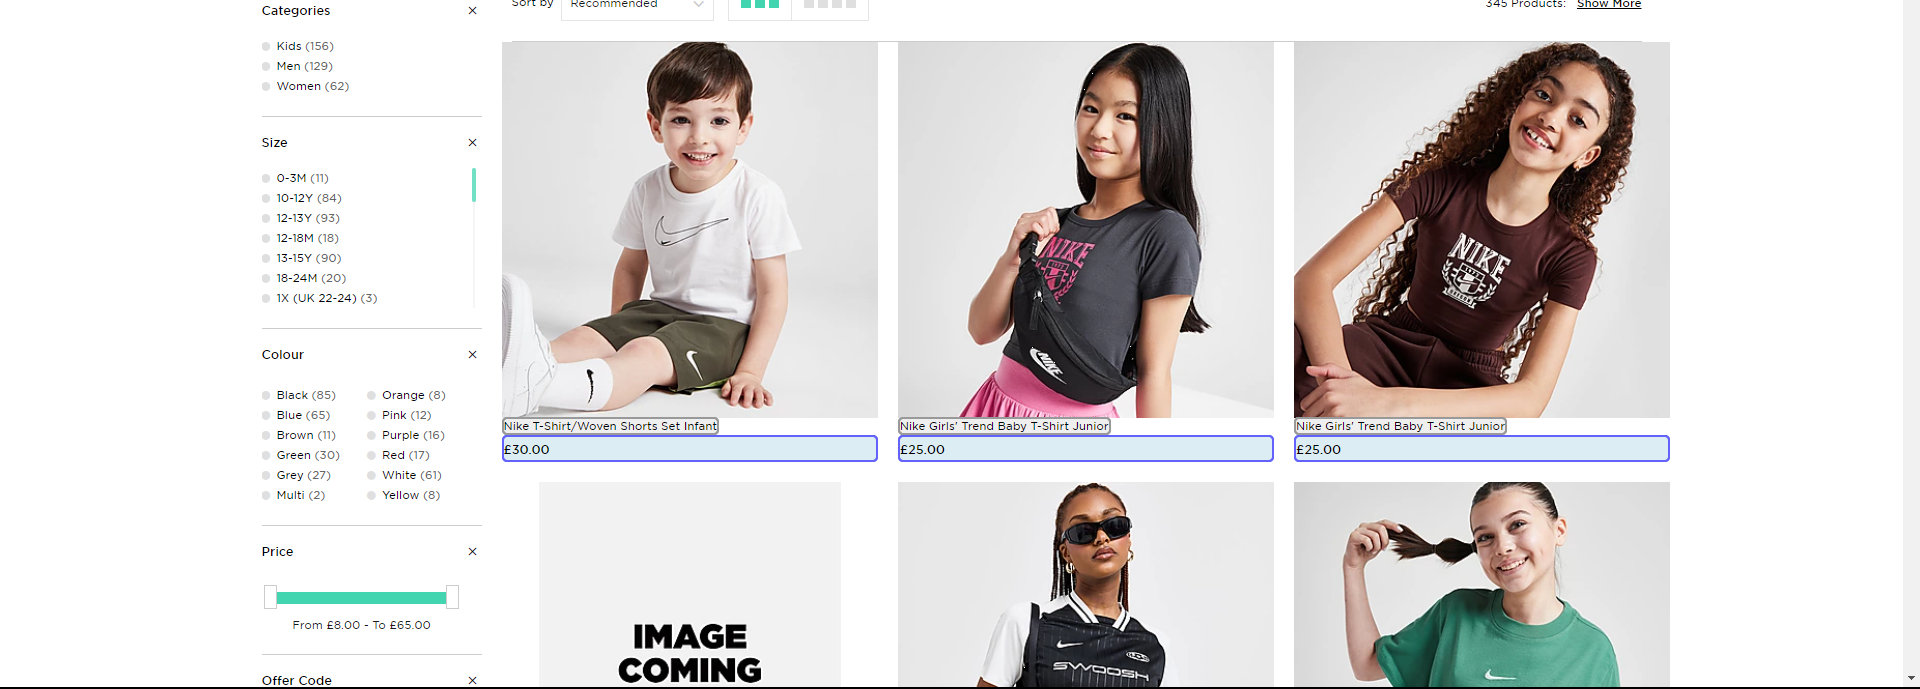 Sort by
Recommended
345 Products:
Show More
Categories
Kids (156)
Men (129)
Women (62)
Size
0-3M (11)
10-12Y (84)
12-13Y (93)
12-18M (18)
13-15Y (90)
18-24M (20)
1X (UK 22-24) (3)
Colour
Black (85)
Blue (65)
Brown (11)
Green (30)
Grey (27)
Multi (2)
Orange (8)
Pink (12)
Purple (16)
Red (17)
White (61)
Yellow (8)
Price
From £8.00 - To £65.00
Offer Code
NIKE
NIKE
NIKE
1972
Nike T-Shirt/Woven Shorts Set Infant
£30.00
Nike Girls' Trend Baby T-Shirt Junior
£25.00
Nike Girls' Trend Baby T-Shirt Junior
£25.00
IMAGE
COMING
SWOOSH